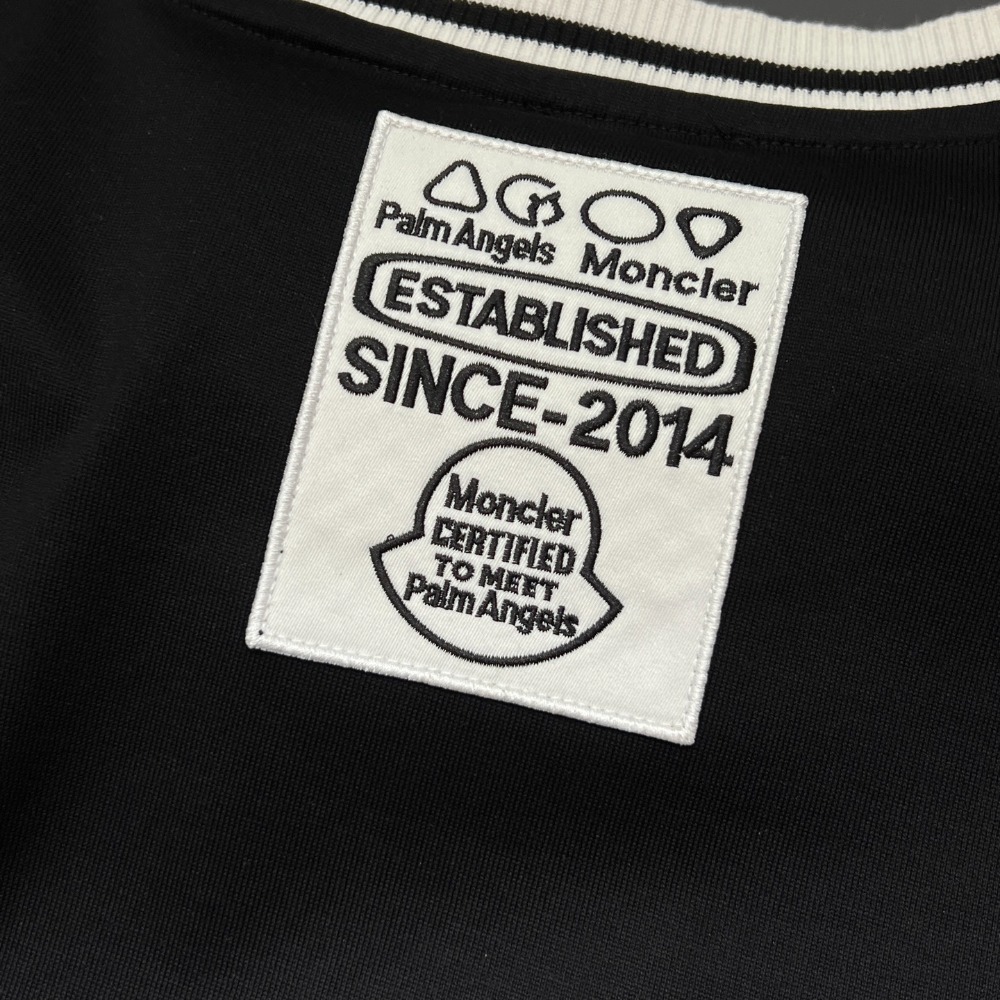 Palm Angels Moncler
ESTABLISHED
SINCE-2014
Moncler
CERTIFIED
TO MEET
Palm Angels